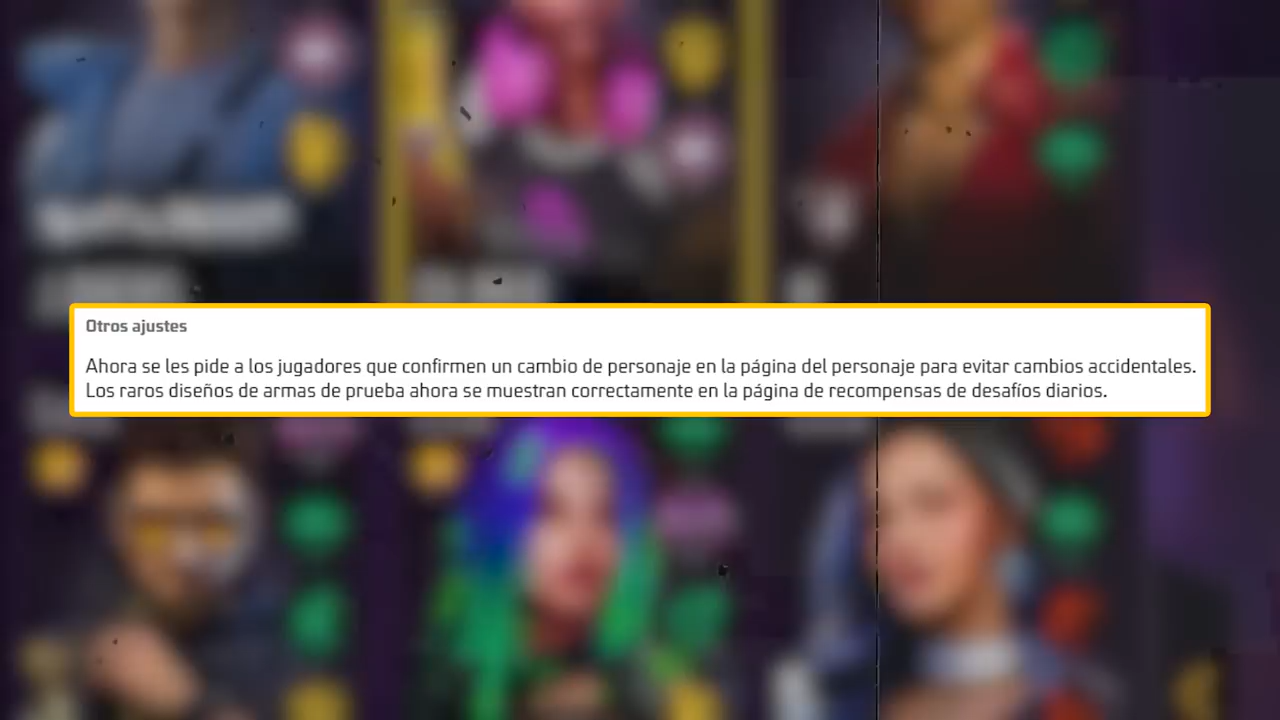 Otros ajustes
Ahora se les pide a los jugadores que confirmen un cambio de personaje en la página del personaje para evitar cambios accidentales.
Los raros diseños de armas de prueba ahora se muestran correctamente en la página de recompensas de desafíos diarios.